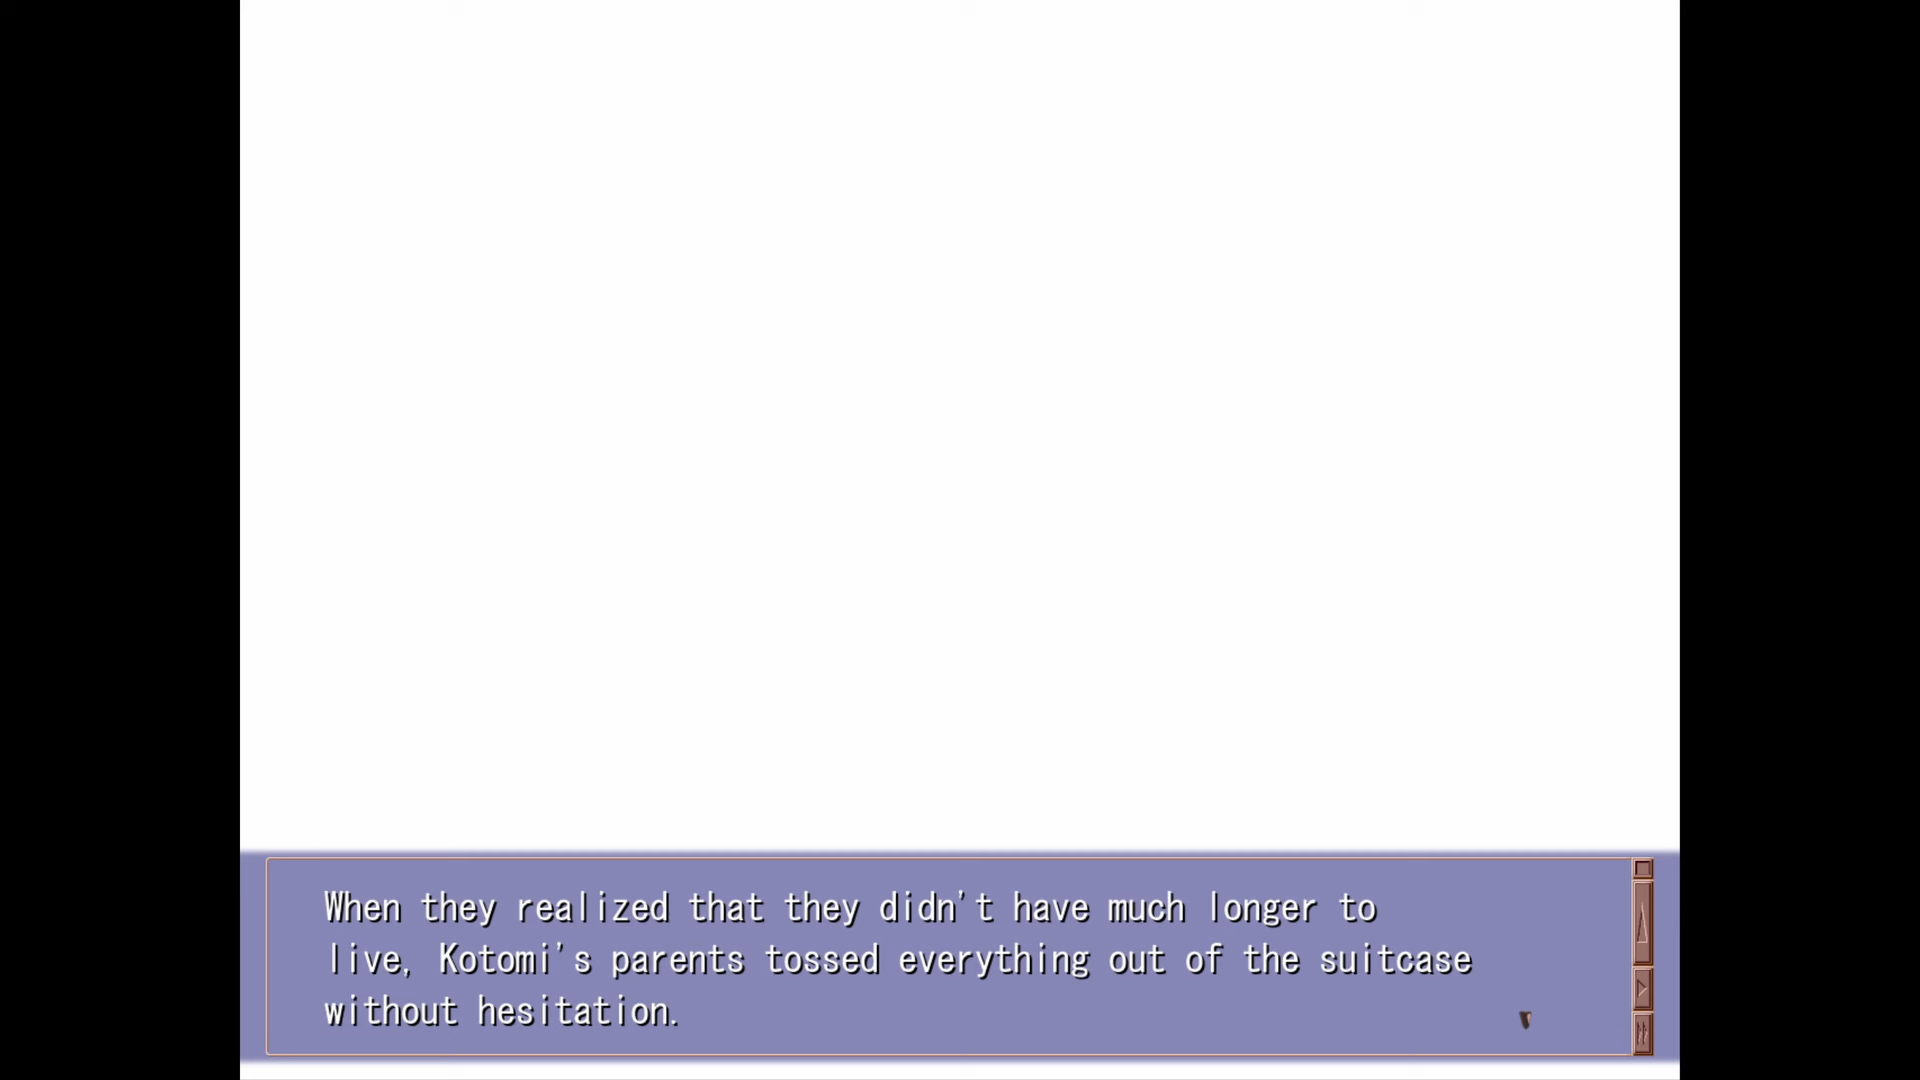 When they realized that they didn't have much longer to
live, Kotomi's parents tossed everything out of the suitcase
without hesitation.